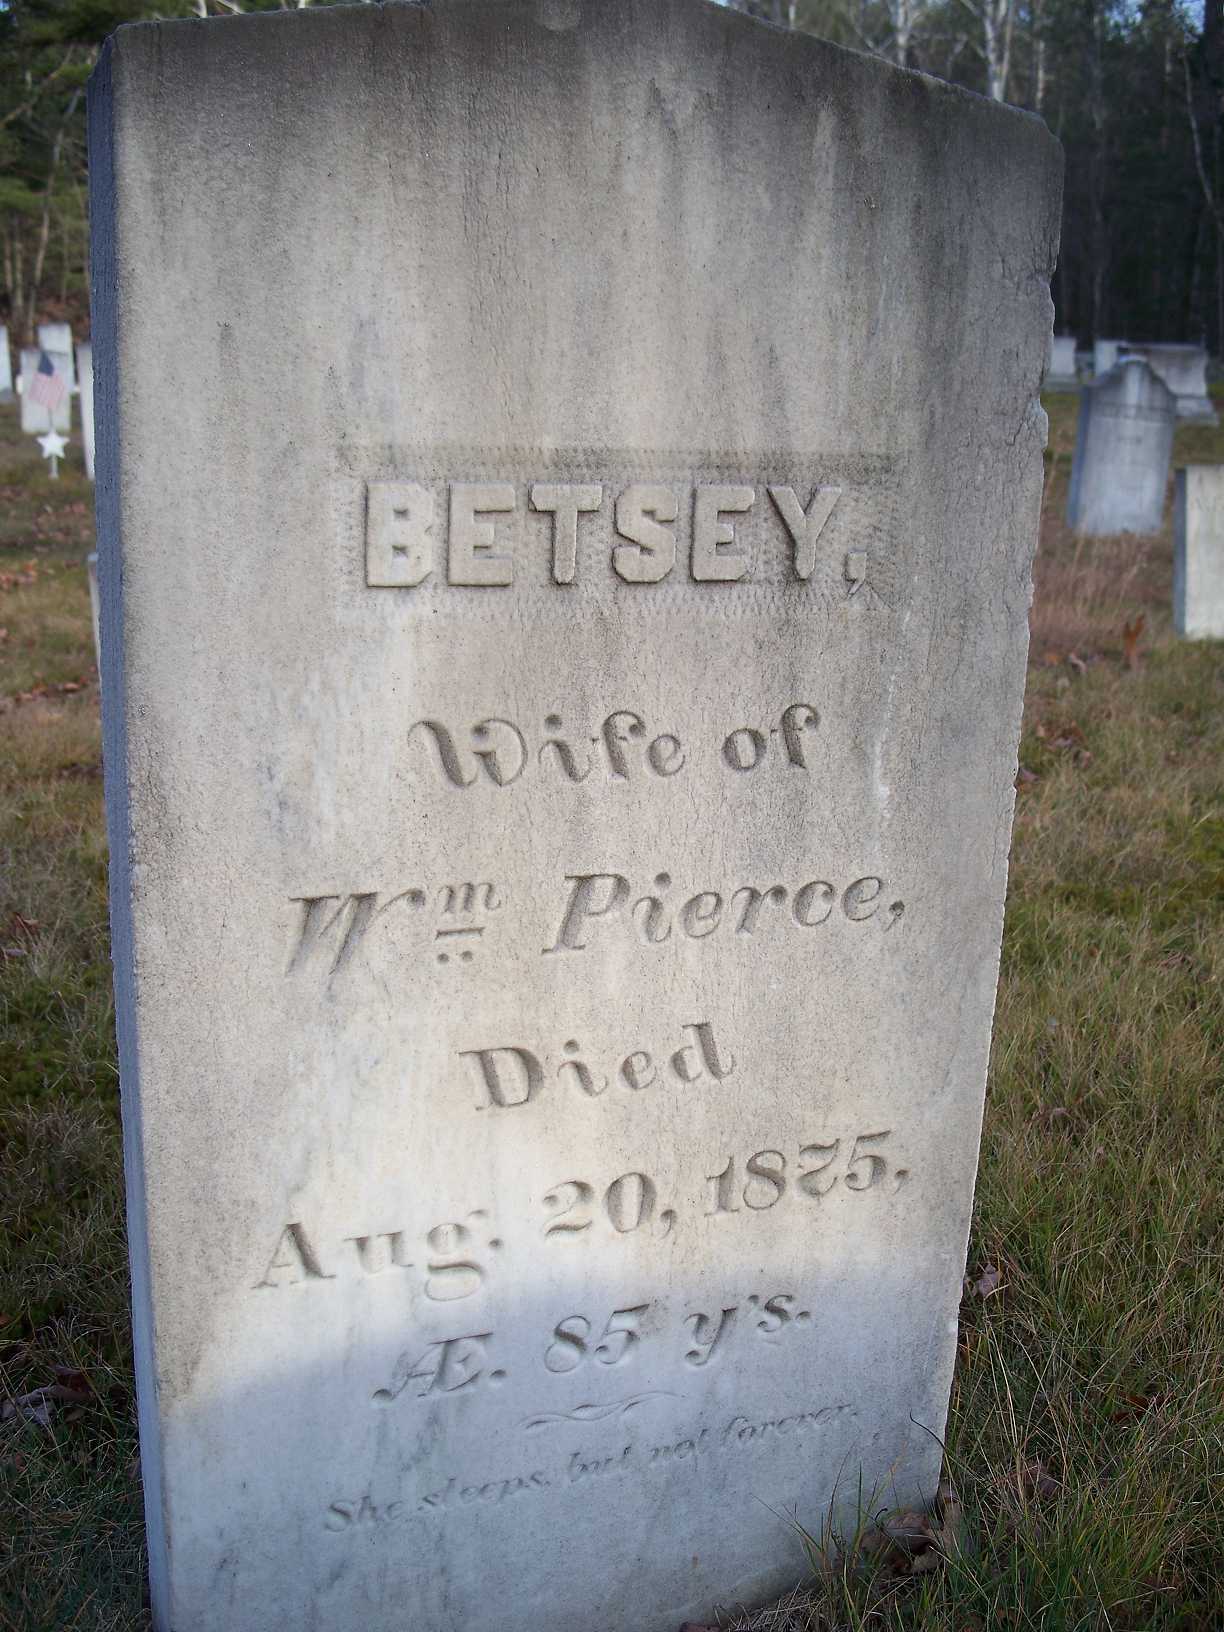 BETSEY,
Wife of
Wm Pierce,
Died
Aug. 20, 1875,
Æ. 85 y's.
She sleeps, but not forever.